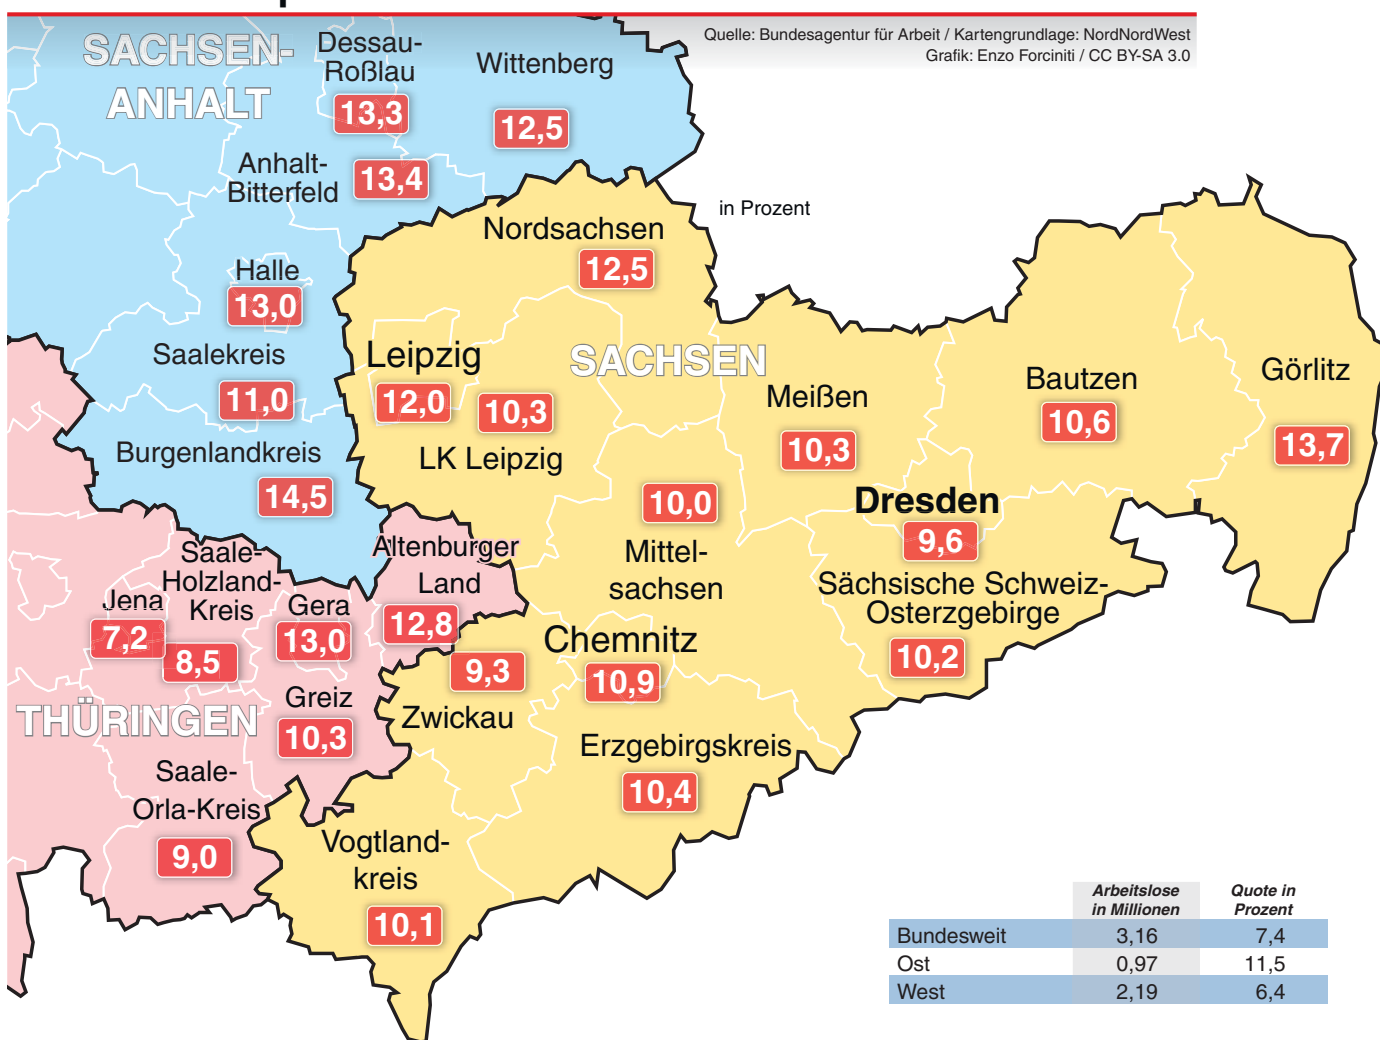 Quelle: Bundesagentur für Arbeit / Kartengrundlage: NordNordWest
Grafik: Enzo Forciniti / CC BY-SA 3.0
SACHSEN-
ANHALT
Dessau-
Roßlau
13,3
Wittenberg
12,5
Anhalt-
Bitterfeld
13,4
in Prozent
Nordsachsen
12,5
Halle
13,0
Saalekreis
11,0
Leipzig
12,0
SACHSEN
10,3
LK Leipzig
Meißen
10,3
Bautzen
10,6
Görlitz
13,7
Burgenlandkreis
14,5
10,0
Mittel-
sachsen
Dresden
9,6
Sächsische Schweiz-
Osterzgebirge
10,2
Altenburger
Land
12,8
Saale-
Holzland-
Kreis
8,5
Jena
7,2
Gera
13,0
Chemnitz
10,9
9,3
Zwickau
THÜRINGEN
Greiz
10,3
Erzgebirgskreis
10,4
Saale-
Orla-Kreis
9,0
Vogtland-
kreis
10,1
Arbeitslose Quote in
in Millionen Prozent
Bundesweit 3,16 7,4
Ost 0,97 11,5
West 2,19 6,4